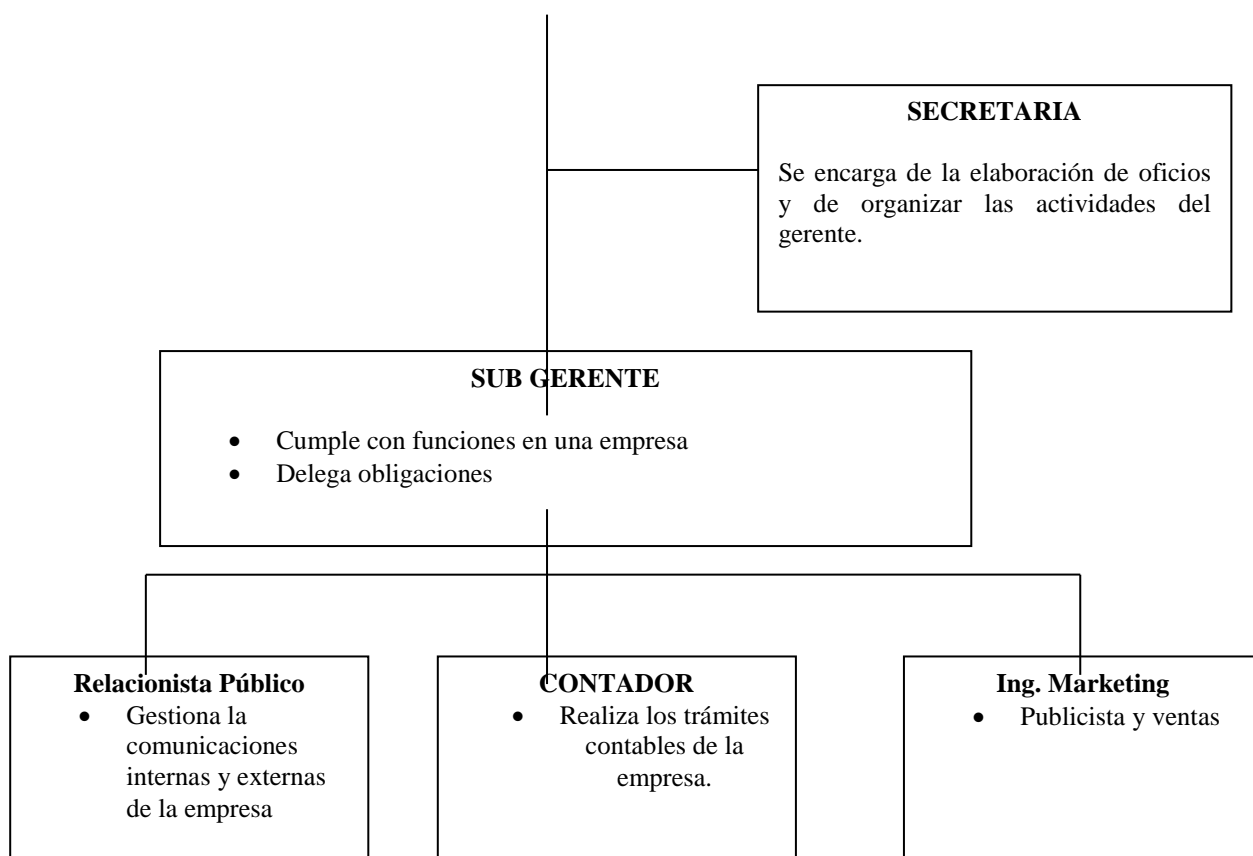 SECRETARIA
Se encarga de la elaboración de oficios
y de organizar las actividades del
gerente.
SUB GERENTE
• Cumple con funciones en una empresa
• Delega obligaciones
Relacionista Público
• Gestiona la
comunicaciones
internas y externas
de la empresa
CONTADOR
• Realiza los trámites
contables de la
empresa.
Ing. Marketing
• Publicista y ventas